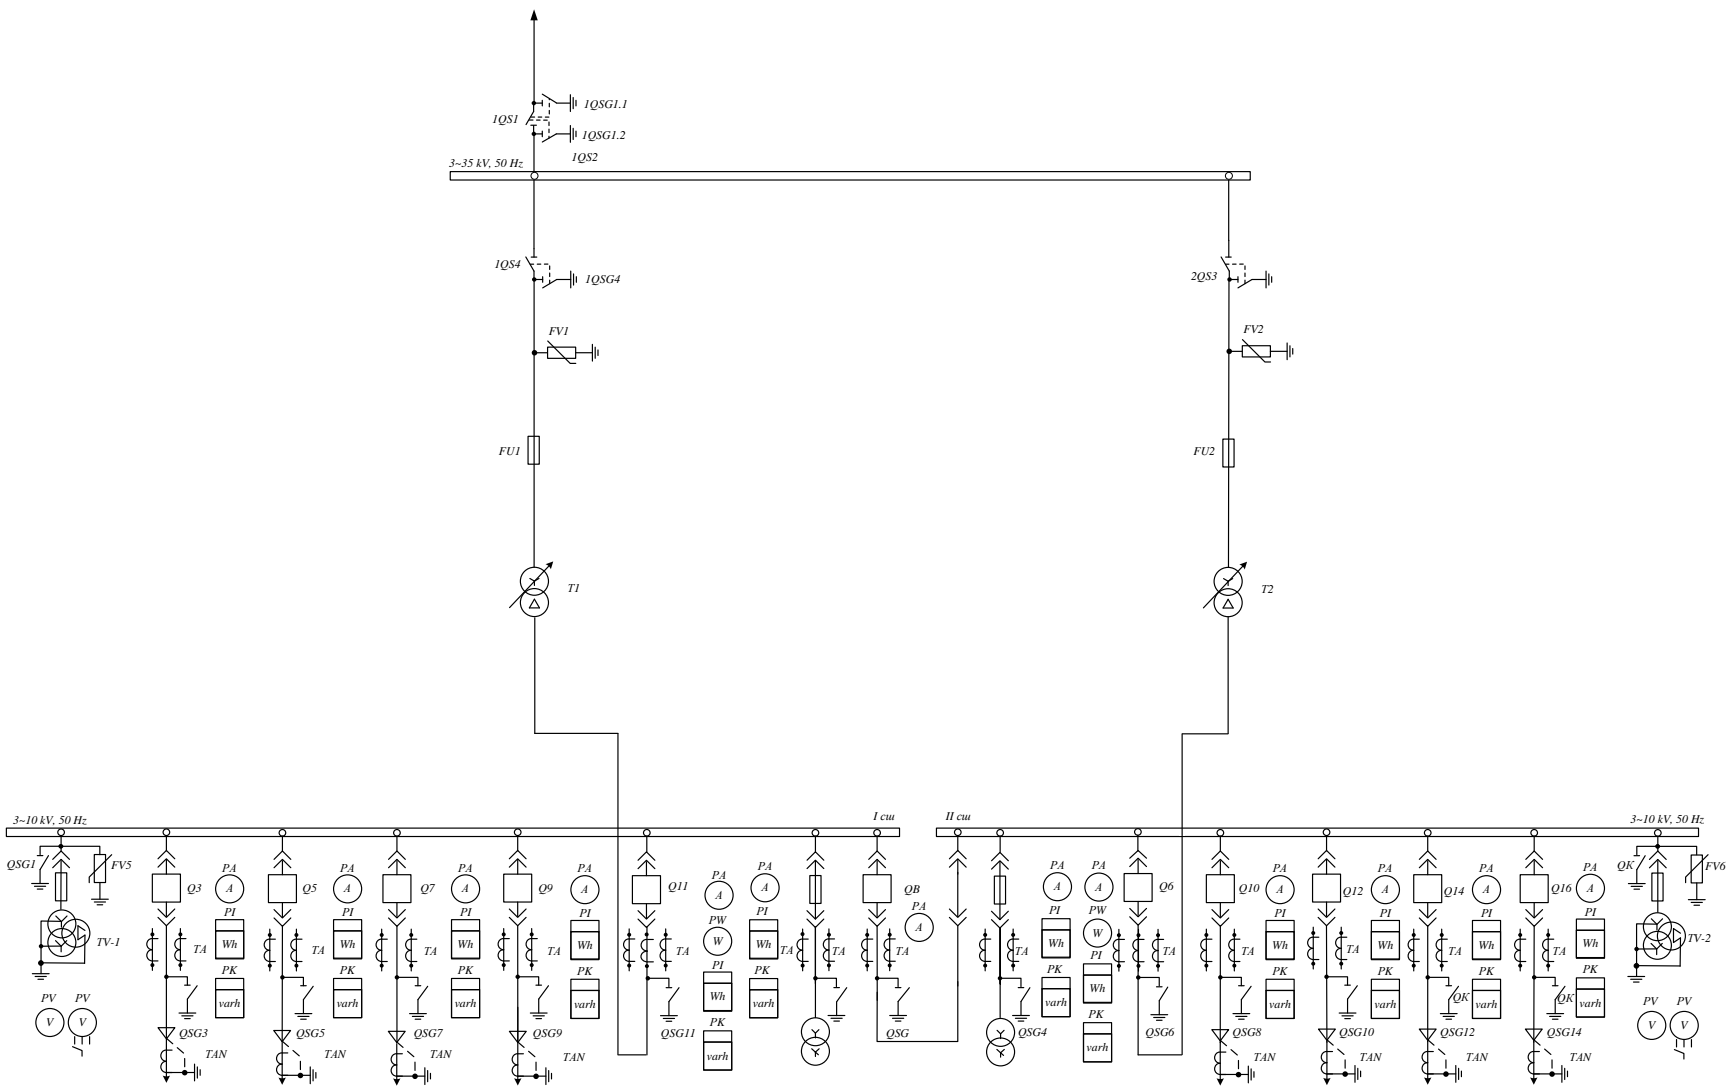 1QSG1.1
1QS1
1QSG1.2
1QS2
3~35 kV, 50 Hz
1QS4
1QSG4
2QS3
FV1
FV2
FU1
FU2
T1
T2
3~10 kV, 50 Hz
I сш
II сш
3~10 kV, 50 Hz
QSG1
FV5
TV-1
PV
PV
V
V
Q3
PA
A
PI
Wh
TA
PK
varh
QSG3
TAN
Q5
PA
A
PI
Wh
TA
PK
varh
QSG5
TAN
Q7
PA
A
PI
Wh
TA
PK
varh
QSG7
TAN
Q9
PA
A
PI
Wh
TA
PK
varh
QSG9
TAN
Q11
TA
QSG11
PA
A
PW
W
PI
Wh
PK
varh
PA
A
PI
Wh
PK
varh
TA
QB
PA
A
TA
QSG
TA
QSG4
PA
A
PI
Wh
PK
varh
PA
A
PW
W
PI
Wh
PK
varh
Q6
TA
QSG6
Q10
PA
A
PI
Wh
TA
PK
varh
QSG8
TAN
Q12
PA
A
PI
Wh
TA
PK
varh
QSG10
TAN
Q14
PA
A
PI
Wh
TA
PK
varh
QK
QSG12
TAN
Q16
PA
A
PI
Wh
TA
PK
varh
QK
QSG14
TAN
QK
FV6
TV-2
PV
PV
V
V